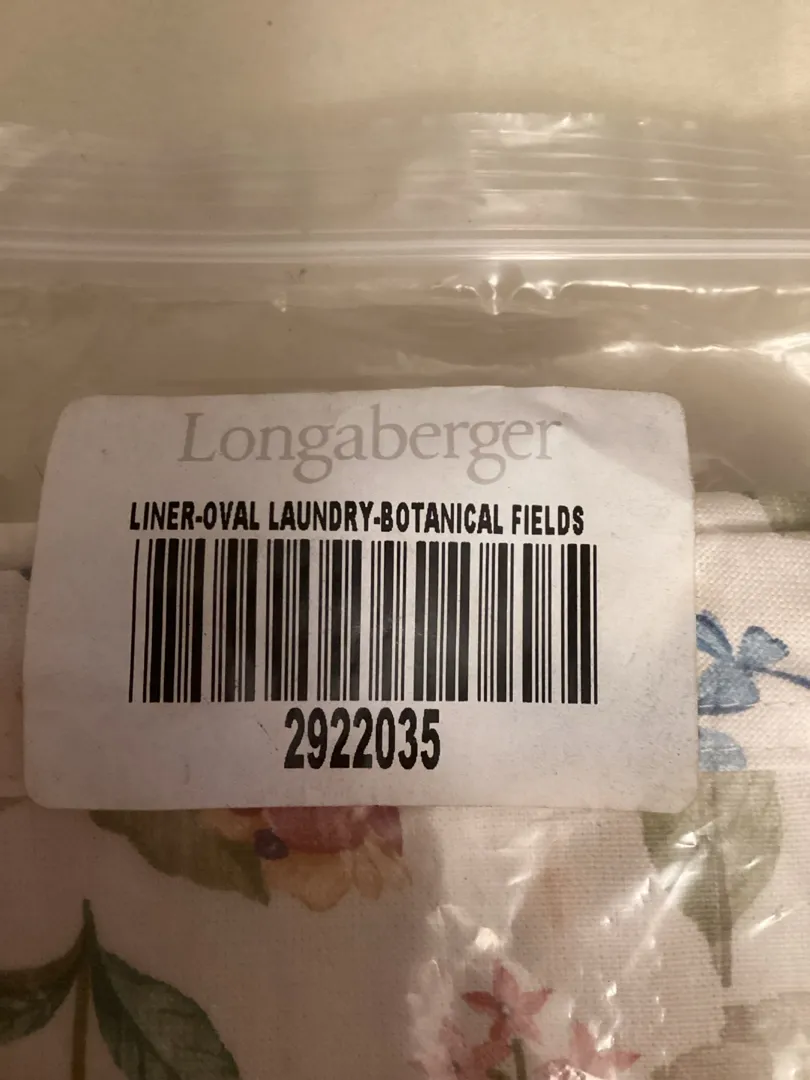 Longaberger
LINER-OVAL LAUNDRY-BOTANICAL FIELDS
2922035